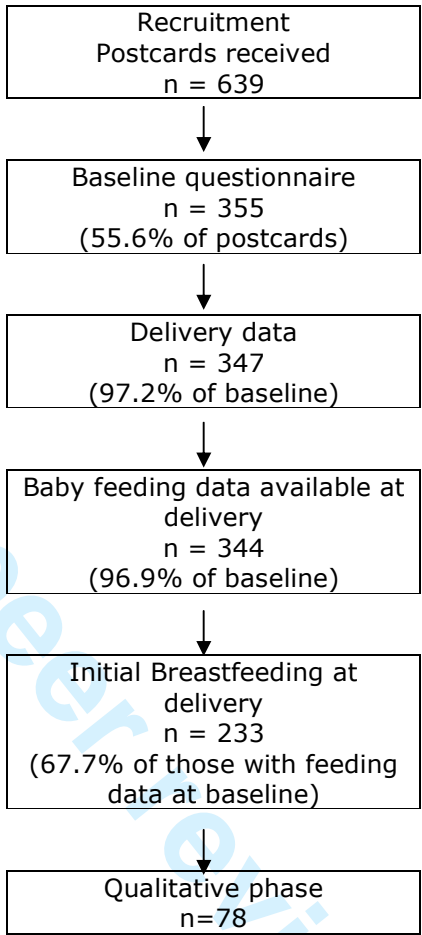 Recruitment
Postcards received
n = 639
Baseline questionnaire
n = 355
(55.6% of postcards)
Delivery data
n = 347
(97.2% of baseline)
Baby feeding data available at
delivery
n = 344
(96.9% of baseline)
Initial Breastfeeding at
delivery
n = 233
(67.7% of those with feeding
data at baseline)
Qualitative phase
n=78